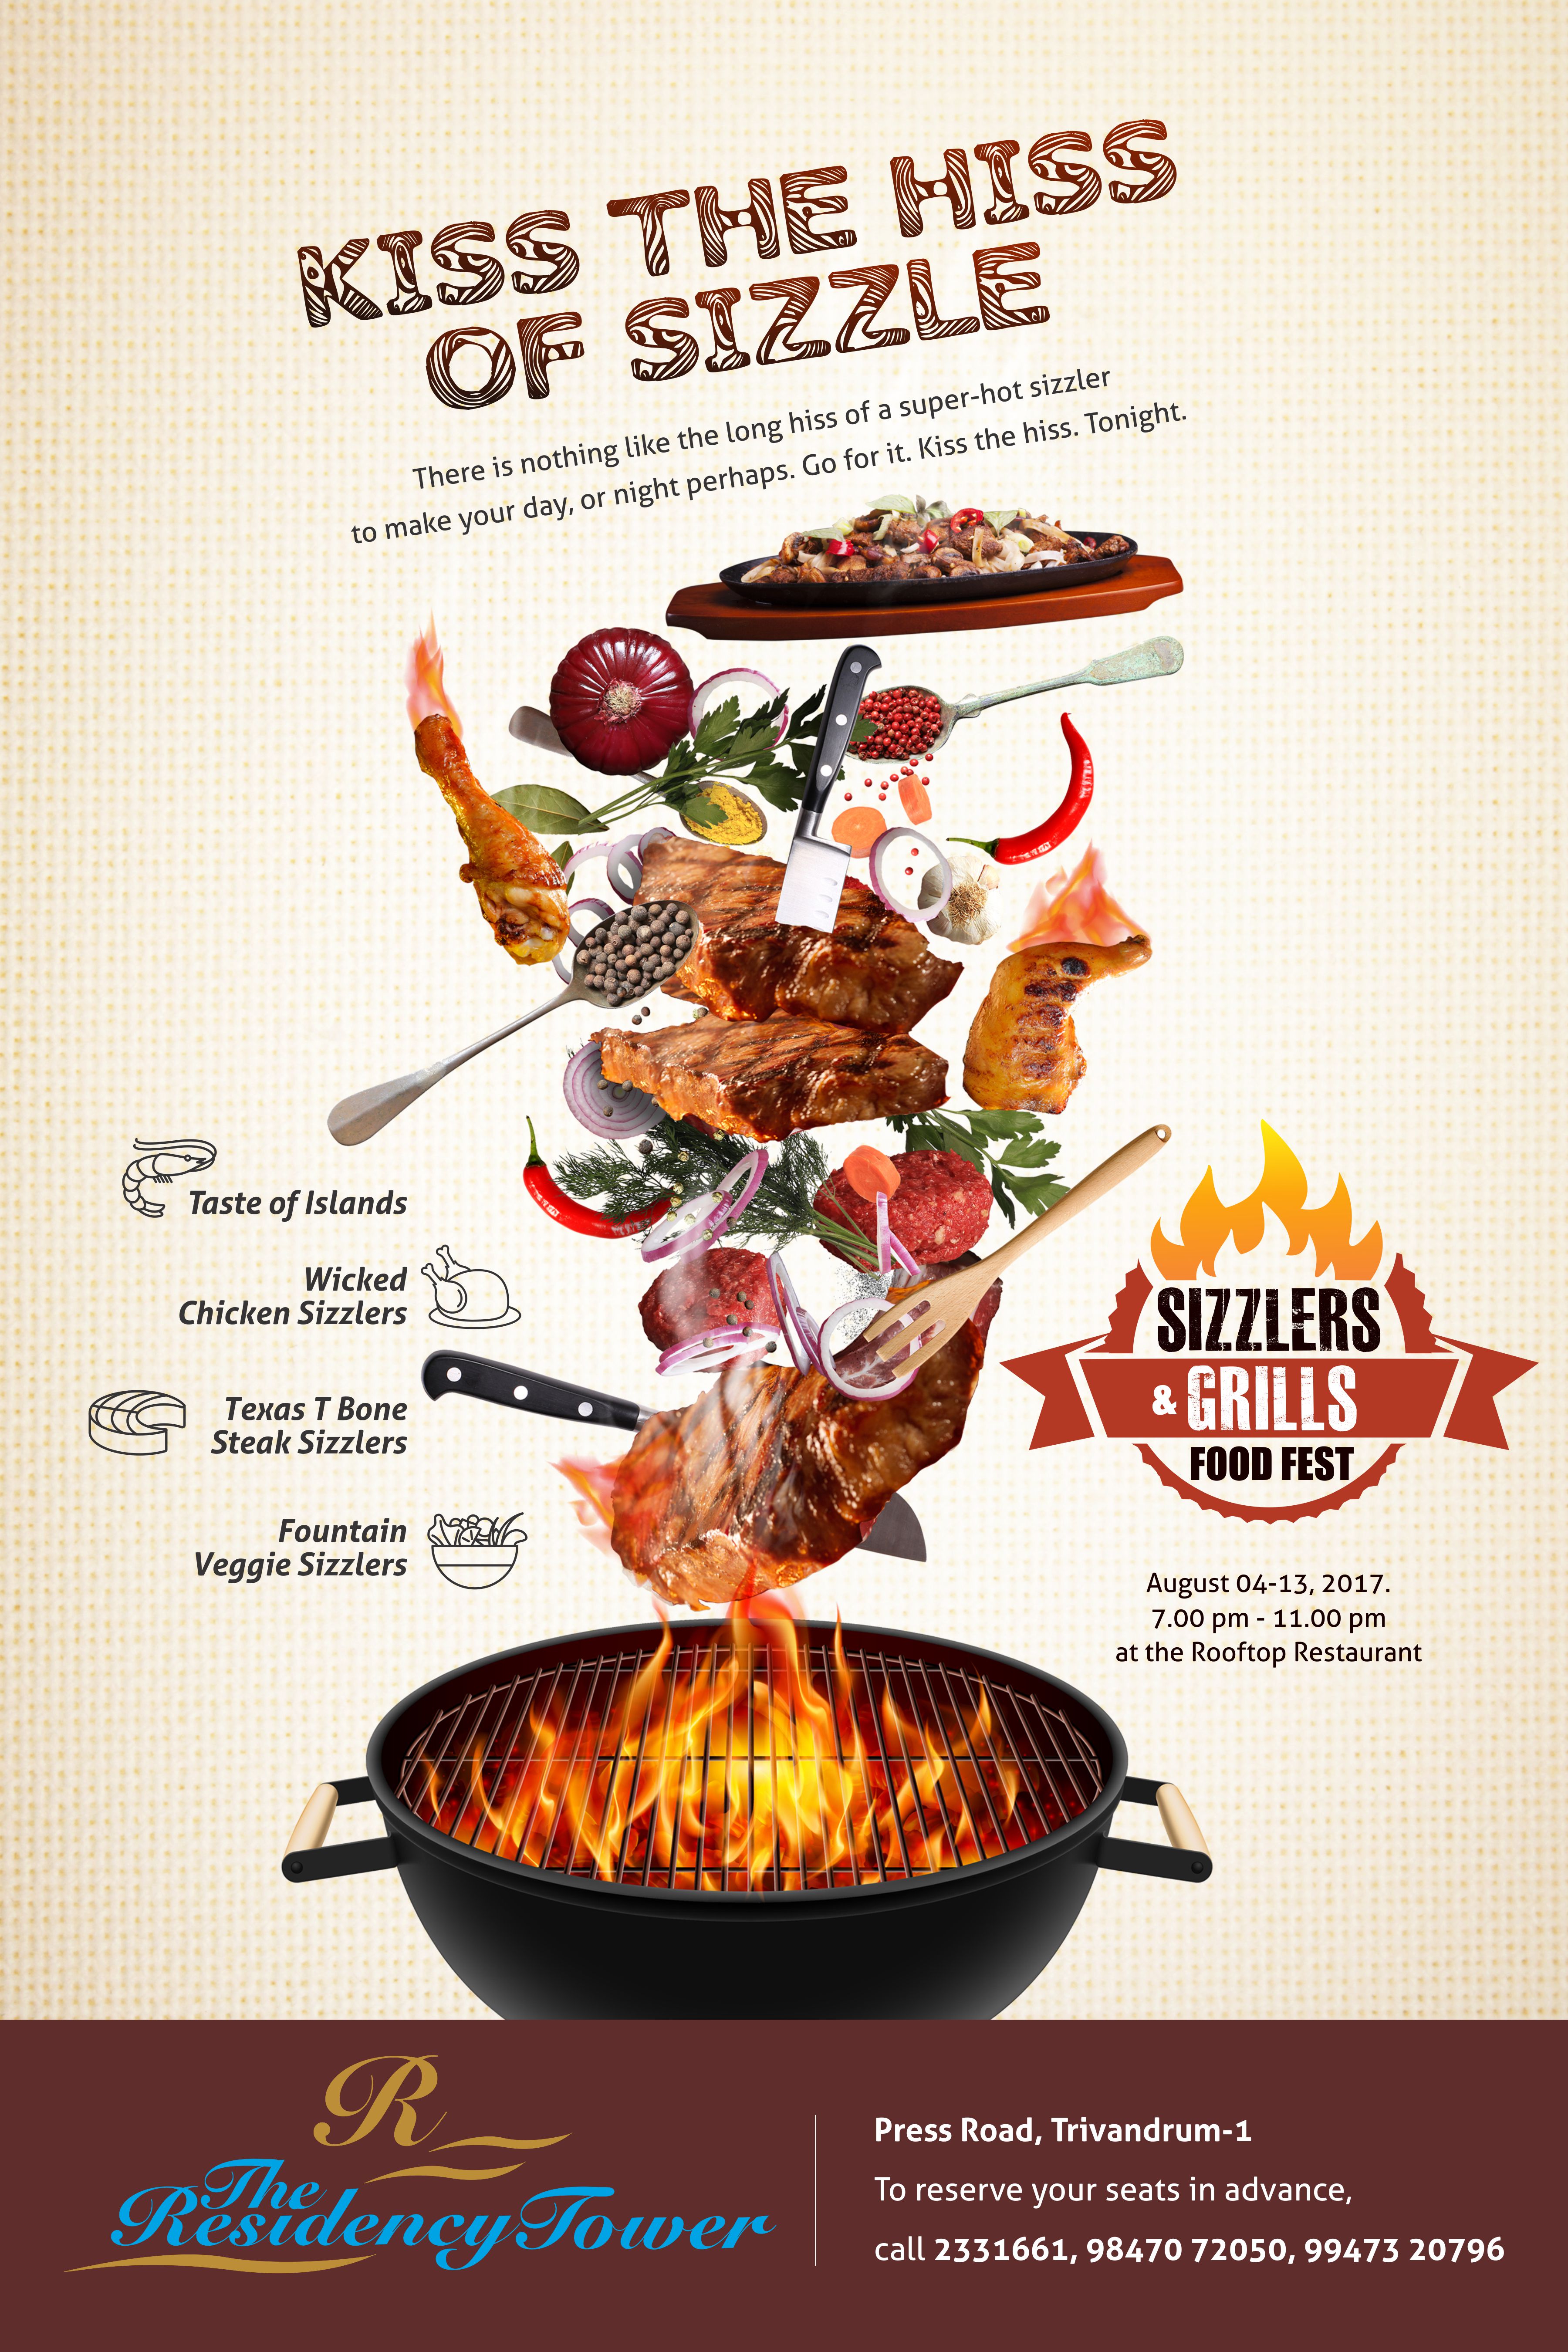 KISS THE HISS
OF SIZZLE
There is nothing like the long hiss of a super-hot sizzler
to make your day, or night perhaps. Go for it. Kiss the hiss. Tonight.
Taste of Islands
Wicked
Chicken Sizzlers
Texas T Bone
Steak Sizzlers
Fountain
Veggie Sizzlers
SIZZLERS
& GRILLS
FOOD FEST
August 04-13, 2017.
7.00 pm - 11.00 pm
at the Rooftop Restaurant
R
The
Residency Tower
Press Road, Trivandrum-1
To reserve your seats in advance,
call 2331661, 98470 72050, 99473 20796